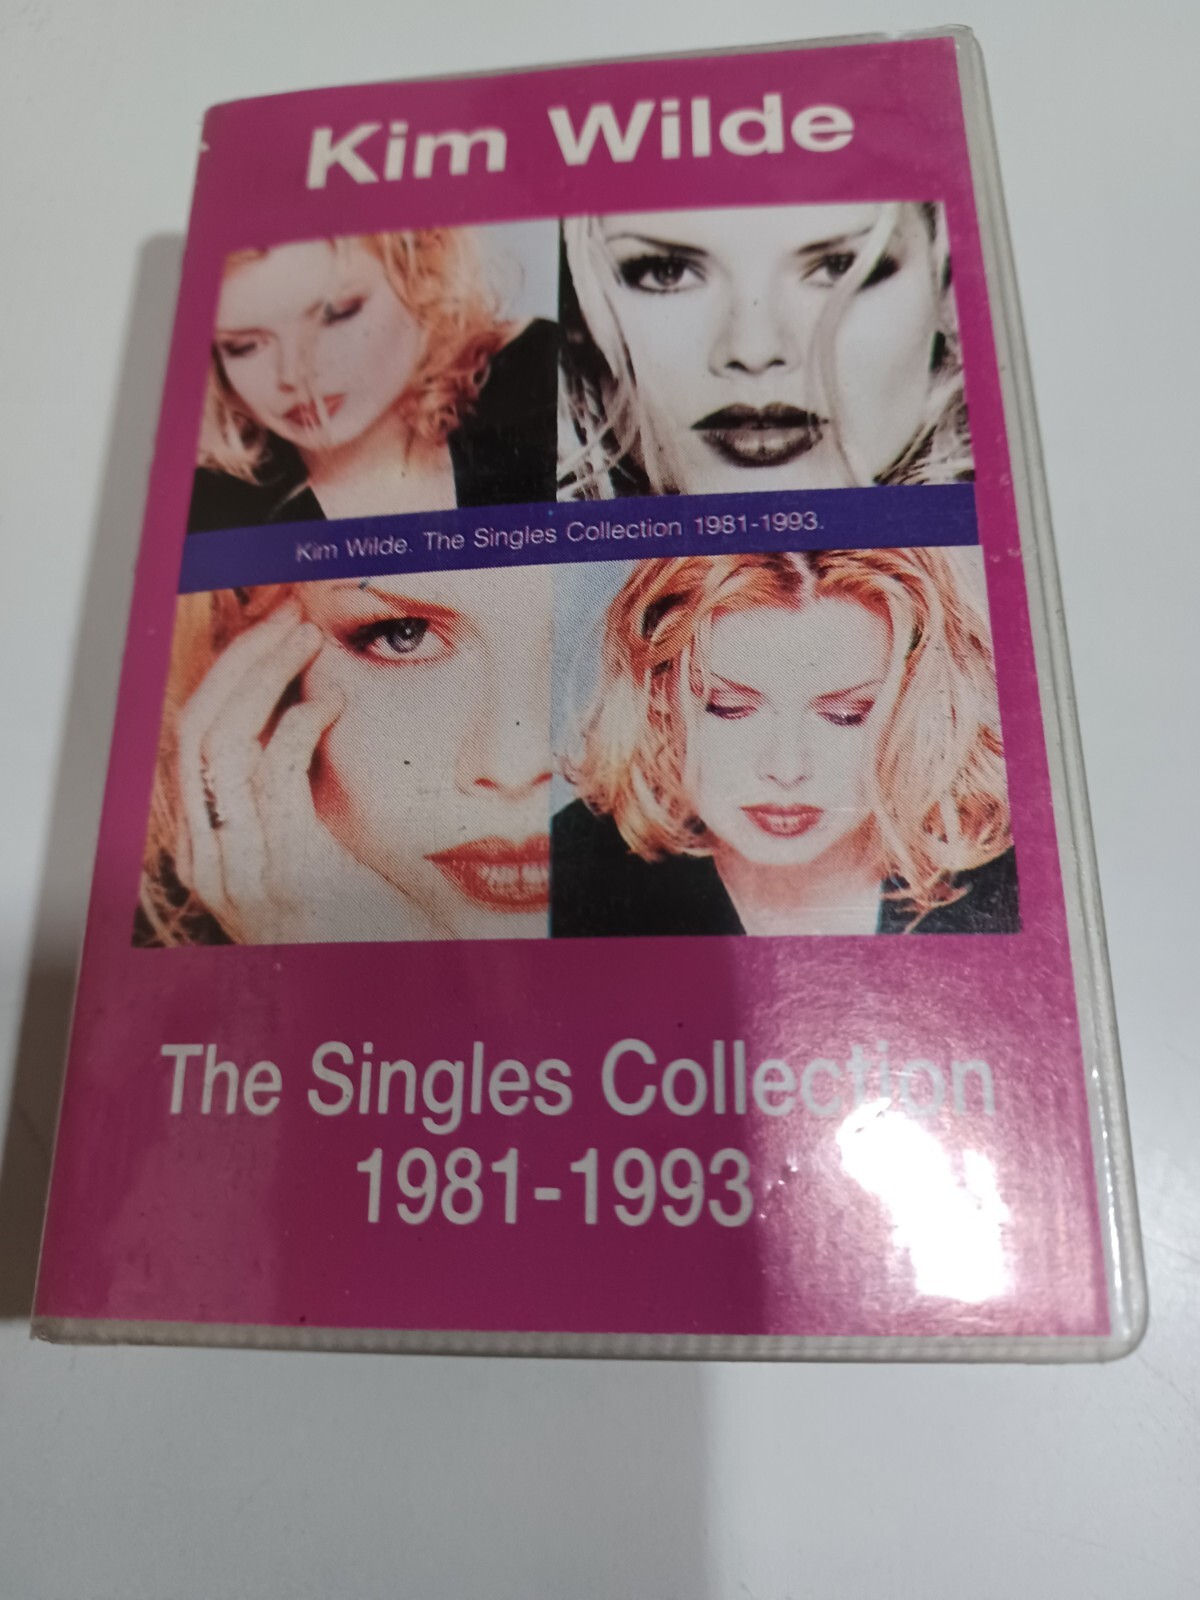 Kim Wilde
Kim Wilde. The Singles Collection 1981-1993.
The Singles Collection
1981-1993